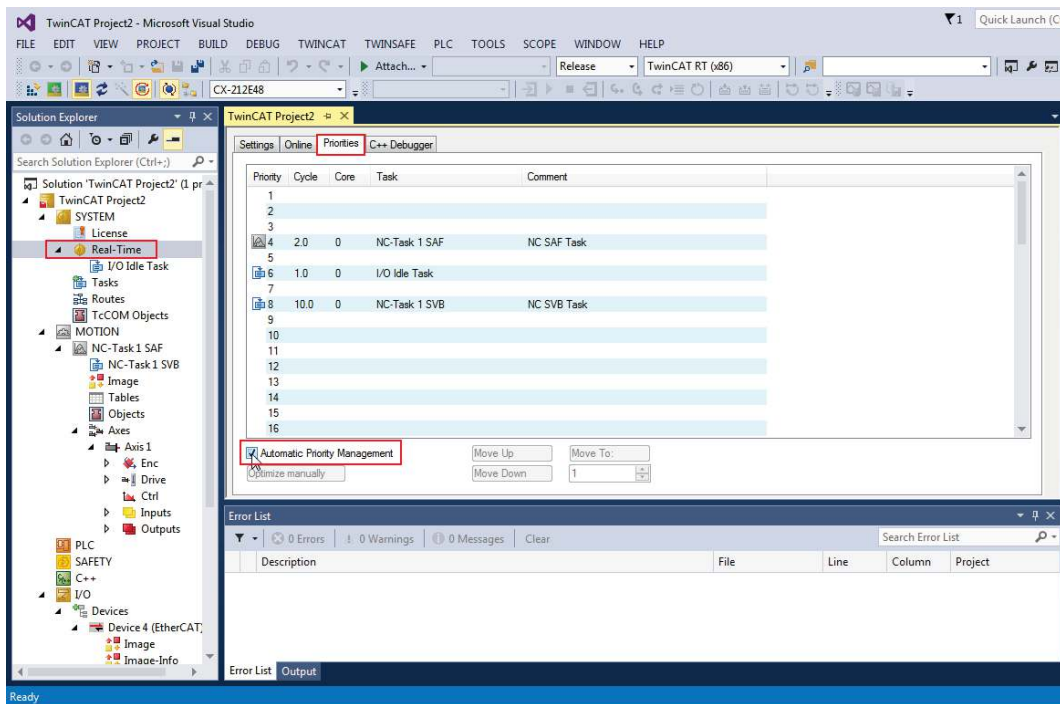 TwinCAT Project2 - Microsoft Visual Studio
1 Quick Launch (C
FILE EDIT VIEW PROJECT BUILD DEBUG TWINCAT TWINSAFE PLC TOOLS SCOPE WINDOW HELP
Attach... Release TwinCAT RT (x86)
CX-212E48
Solution Explorer
Search Solution Explorer (Ctrl+;)
Solution 'TwinCAT Project2' (1 pr
TwinCAT Project2
SYSTEM
License
Real-Time
I/O Idle Task
Tasks
Routes
TcCOM Objects
MOTION
NC-Task 1 SAF
NC-Task 1 SVB
Image
Tables
Objects
Axes
Axis 1
Enc
Drive
Ctrl
Inputs
Outputs
PLC
SAFETY
C++
I/O
Devices
Device 4 (EtherCAT)
Image
Image-Info
TwinCAT Project2
Settings Online Priorities C++ Debugger
Priority Cycle Core Task Comment
1
2
3
4 2.0 0 NC-Task 1 SAF NC SAF Task
5
6 1.0 0 I/O Idle Task
7
8 10.0 0 NC-Task 1 SVB NC SVB Task
9
10
11
12
13
14
15
16
Automatic Priority Management Move Up Move To:
Optimize manually Move Down 1
Error List
0 Errors 0 Warnings 0 Messages Clear Search Error List
Description File Line Column Project
Error List Output
Ready